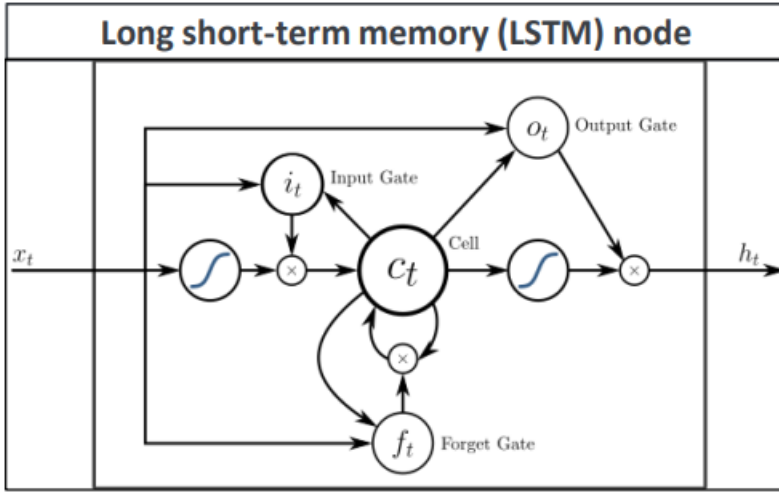 Long short-term memory (LSTM) node
o_t Output Gate
i_t Input Gate
x_t
×
c_t
Cell
×
h_t
×
f_t Forget Gate